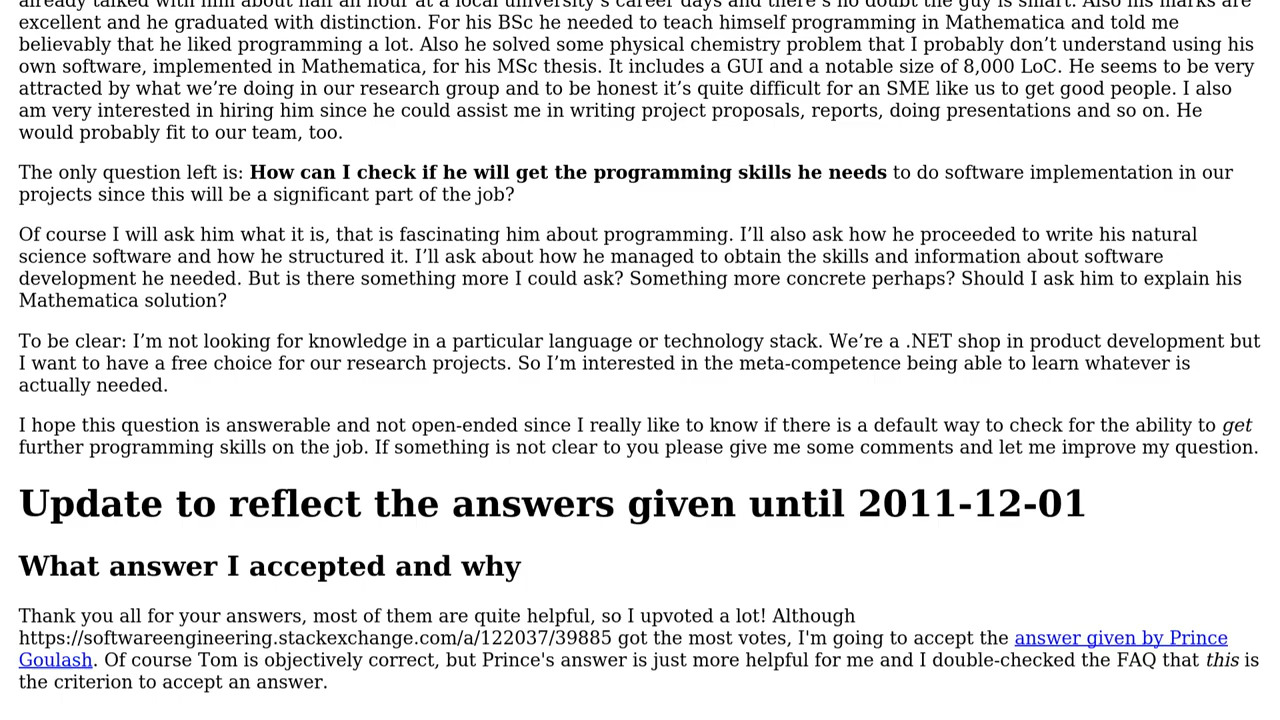 already talked with him about half an hour at a local university's career days and there's no doubt the guy is smart. Also his marks are
excellent and he graduated with distinction. For his BSc he needed to teach himself programming in Mathematica and told me
believably that he liked programming a lot. Also he solved some physical chemistry problem that I probably don’t understand using his
own software, implemented in Mathematica, for his MSc thesis. It includes a GUI and a notable size of 8,000 LoC. He seems to be very
attracted by what we’re doing in our research group and to be honest it’s quite difficult for an SME like us to get good people. I also
am very interested in hiring him since he could assist me in writing project proposals, reports, doing presentations and so on. He
would probably fit to our team, too.
The only question left is: How can I check if he will get the programming skills he needs to do software implementation in our
projects since this will be a significant part of the job?
Of course I will ask him what it is, that is fascinating him about programming. I’ll also ask how he proceeded to write his natural
science software and how he structured it. I’ll ask about how he managed to obtain the skills and information about software
development he needed. But is there something more I could ask? Something more concrete perhaps? Should I ask him to explain his
Mathematica solution?
To be clear: I’m not looking for knowledge in a particular language or technology stack. We’re a .NET shop in product development but
I want to have a free choice for our research projects. So I’m interested in the meta-competence being able to learn whatever is
actually needed.
I hope this question is answerable and not open-ended since I really like to know if there is a default way to check for the ability to get
further programming skills on the job. If something is not clear to you please give me some comments and let me improve my question.
Update to reflect the answers given until 2011-12-01
What answer I accepted and why
Thank you all for your answers, most of them are quite helpful, so I upvoted a lot! Although
https://softwareengineering.stackexchange.com/a/122037/39885 got the most votes, I'm going to accept the answer given by Prince
Goulash. Of course Tom is objectively correct, but Prince's answer is just more helpful for me and I double-checked the FAQ that this is
the criterion to accept an answer.